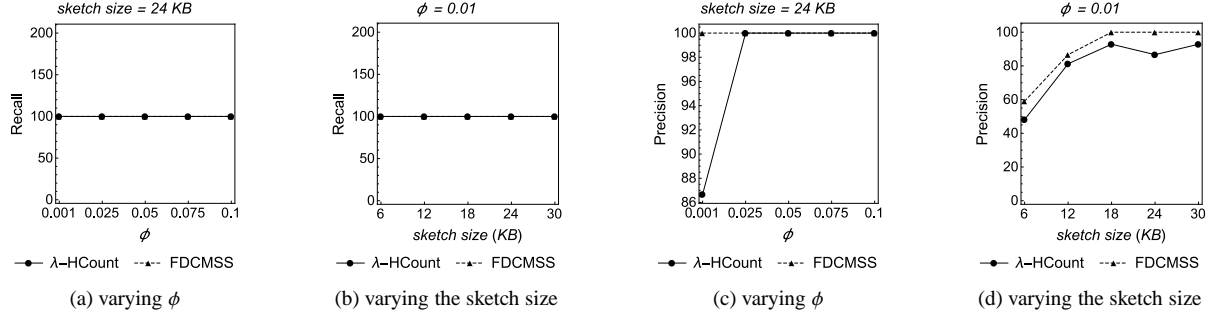 sketch size = 24 KB
200
150
100
50
0
Recall
0.001 0.025 0.05 0.075 0.1
ϕ
λ−HCount FDCMSS
(a) varying ϕ
ϕ = 0.01
200
150
100
50
0
Recall
6 12 18 24 30
sketch size (KB)
λ−HCount FDCMSS
(b) varying the sketch size
sketch size = 24 KB
100
98
96
94
92
90
88
86
Precision
0.001 0.025 0.05 0.075 0.1
ϕ
λ−HCount FDCMSS
(c) varying ϕ
ϕ = 0.01
100
80
60
40
20
0
Precision
6 12 18 24 30
sketch size (KB)
λ−HCount FDCMSS
(d) varying the sketch size